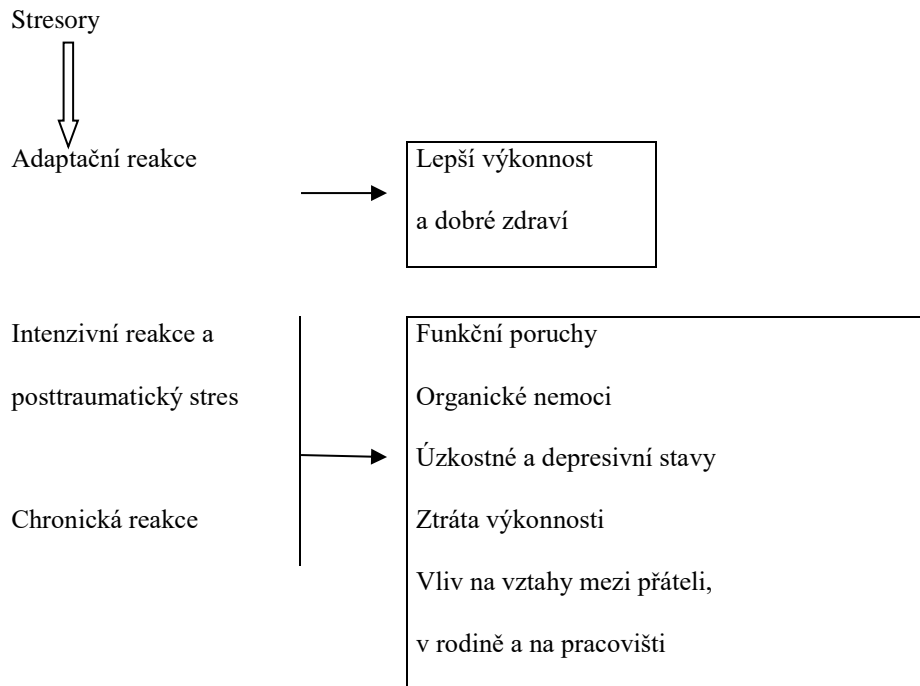 Stresory
Adaptační reakce
Lepší výkonnost
a dobré zdraví
Intenzivní reakce a
posttraumatický stres
Chronická reakce
Funkční poruchy
Organické nemoci
Úzkostné a depresivní stavy
Ztráta výkonnosti
Vliv na vztahy mezi přáteli,
v rodině a na pracovišti